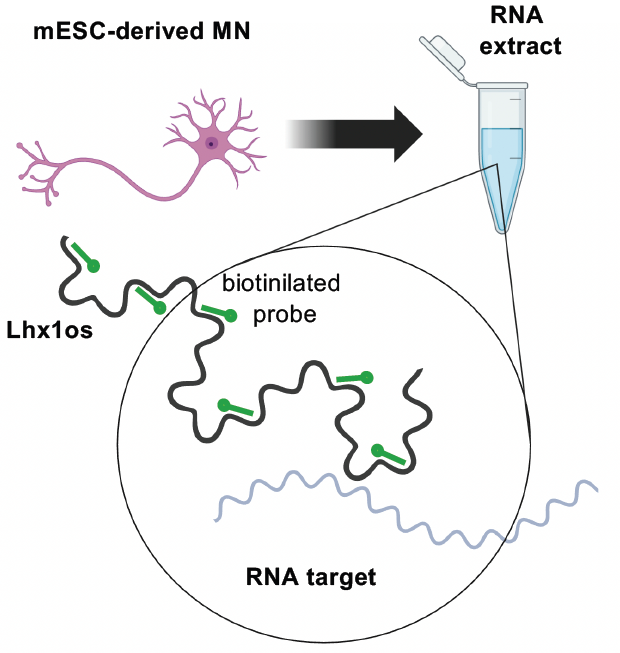 mESC-derived MN
RNA
extract
biotinilated
probe
Lhx1os
RNA target